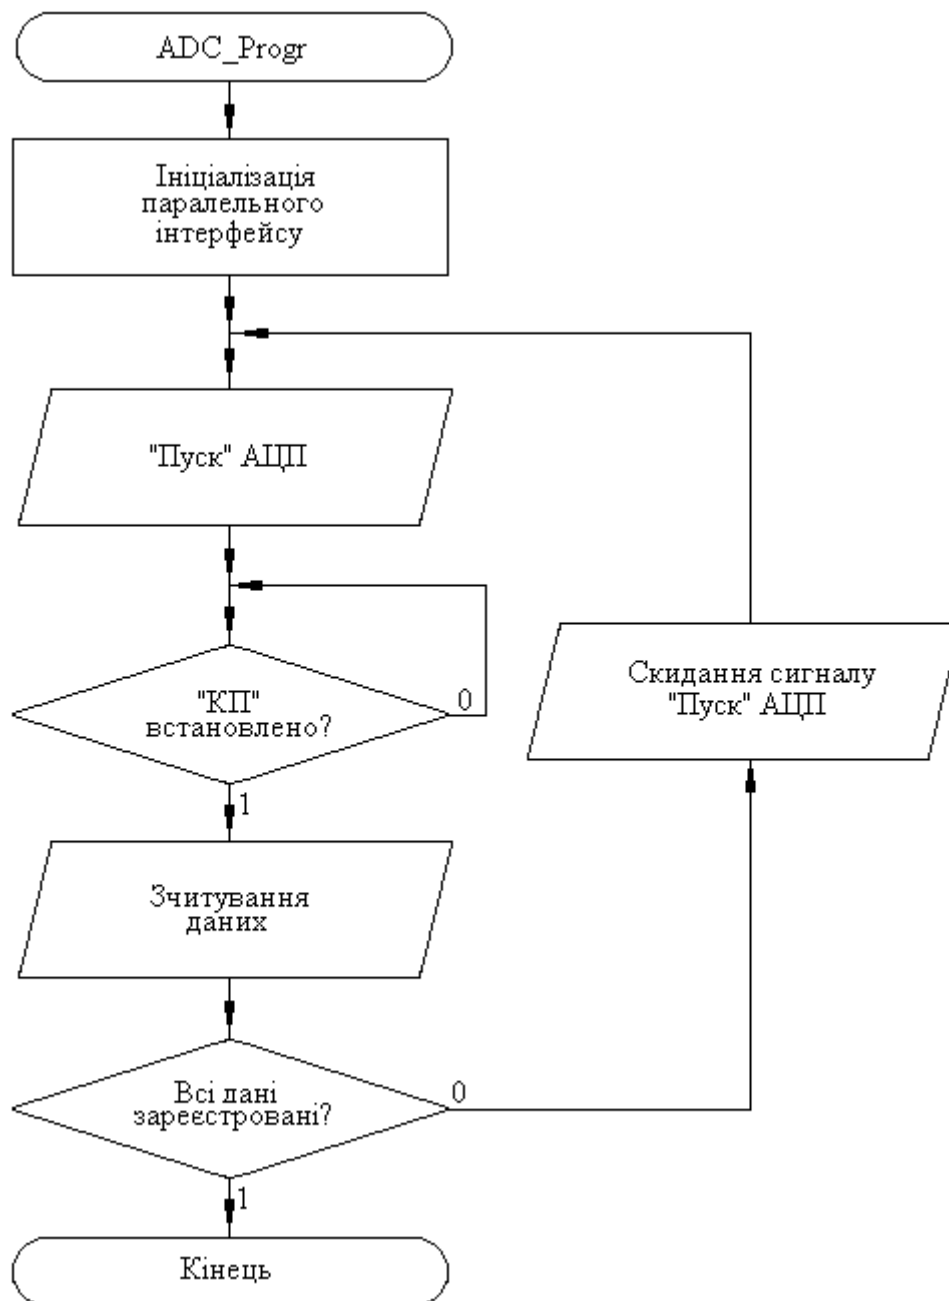 ADC_Progr
Ініціалізація
паралельного
інтерфейсу
"Пуск" АЦП
"КП"
встановлено?
0
1
Скидання сигналу
"Пуск" АЦП
Зчитування
даних
Всі дані
зареєстровані?
0
1
Кінець